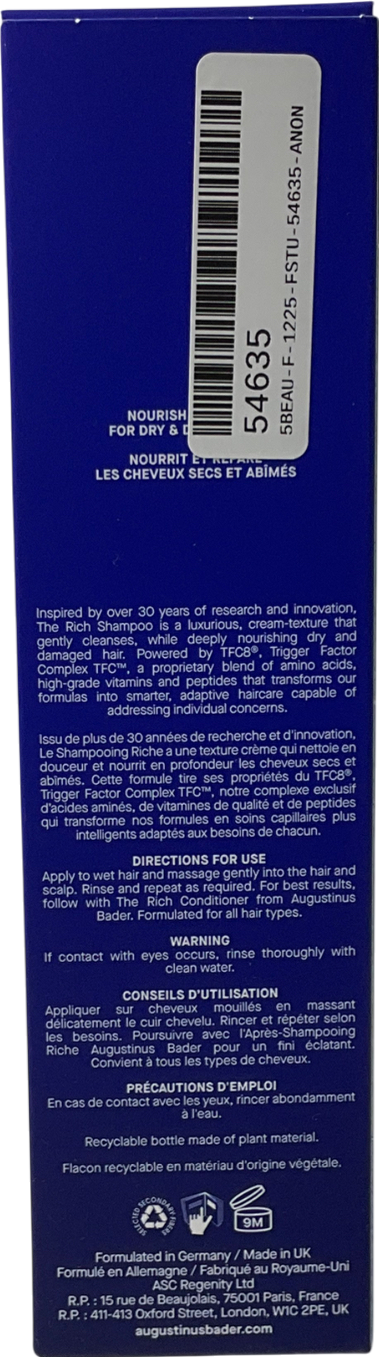 54635
5BEAU-F-1225-FSTU-54635-ANON
NOURISH
FOR DRY & D
NOURRIT ET RÉPARE
LES CHEVEUX SECS ET ABÎMÉS
Inspired by over 30 years of research and innovation,
The Rich Shampoo is a luxurious, cream-texture that
gently cleanses, while deeply nourishing dry and
damaged hair. Powered by TFC8®, Trigger Factor
Complex TFC™, a proprietary blend of amino acids,
high-grade vitamins and peptides that transforms our
formulas into smarter, adaptive haircare capable of
addressing individual concerns.
Issu de plus de 30 années de recherche et d'innovation,
Le Shampooing Riche a une texture crème qui nettoie en
douceur et nourrit en profondeur les cheveux secs et
abîmés. Cette formule tire ses propriétés du TFC8®,
Trigger Factor Complex TFC™, notre complexe exclusif
d'acides aminés, de vitamines de qualité et de peptides
qui transforme nos formules en soins capillaires plus
intelligents adaptés aux besoins de chacun.
DIRECTIONS FOR USE
Apply to wet hair and massage gently into the hair and
scalp. Rinse and repeat as required. For best results,
follow with The Rich Conditioner from Augustinus
Bader. Formulated for all hair types.
WARNING
If contact with eyes occurs, rinse thoroughly with
clean water.
CONSEILS D'UTILISATION
Appliquer sur cheveux mouillés en massant
délicatement le cuir chevelu. Rincer et répéter selon
les besoins. Poursuivre avec l'Après-Shampooing
Riche Augustinus Bader pour un fini éclatant.
Convient à tous les types de cheveux.
PRÉCAUTIONS D'EMPLOI
En cas de contact avec les yeux, rincer abondamment
à l'eau.
Recyclable bottle made of plant material.
Flacon recyclable en matériau d'origine végétale.
SELECTED SECONDARY FIBERS
9M
Formulated in Germany / Made in UK
Formulé en Allemagne / Fabriqué au Royaume-Uni
ASC Regenity Ltd
R.P. : 15 rue de Beaujolais, 75001 Paris, France
R.P. : 411-413 Oxford Street, London, W1C 2PE, UK
augustinusbader.com